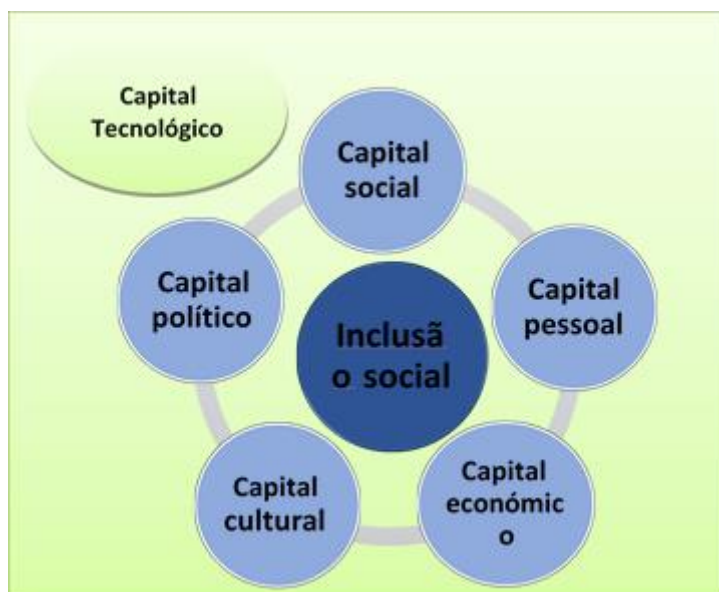 Capital
Tecnológico
Capital
social
Capital
político
Capital
pessoal
Inclusã
o social
Capital
cultural
Capital
económic
o